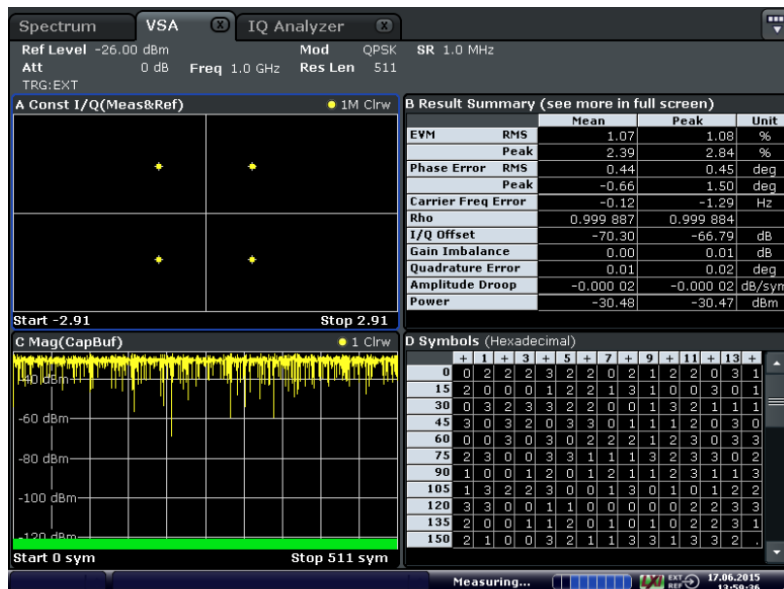 Spectrum VSA IQ Analyzer
Ref Level -26.00 dBm Mod QPSK SR 1.0 MHz
Att 0 dB Freq 1.0 GHz Res Len 511
TRG:EXT
A Const I/Q(Meas&Ref) 1M Clrw
Start -2.91 Stop 2.91
B Result Summary (see more in full screen)
Mean Peak Unit
EVM RMS 1.07 1.08 %
Peak 2.39 2.84 %
Phase Error RMS 0.44 0.45 deg
Peak -0.66 1.50 deg
Carrier Freq Error -0.12 -1.29 Hz
Rho 0.999 887 0.999 884
I/Q Offset -70.30 -66.79 dB
Gain Imbalance 0.00 0.01 dB
Quadrature Error 0.01 0.02 deg
Amplitude Droop -0.000 02 -0.000 02 dB/sym
Power -30.48 -30.47 dBm
C Mag(CapBuf) 1 Clrw
-40 dBm
-60 dBm
-80 dBm
-100 dBm
-120 dBm
Start 0 sym Stop 511 sym
D Symbols (Hexadecimal)
+ 1 + 3 + 5 + 7 + 9 + 11 + 13 +
0 0 2 2 2 3 2 2 0 2 1 2 2 0 3 1
15 2 0 0 0 1 2 2 1 3 1 0 0 3 0 1
30 0 3 2 3 3 2 2 0 0 1 3 2 1 1 1
45 3 0 3 2 0 3 3 0 1 1 1 2 0 3 0
60 0 0 3 0 3 0 2 2 2 1 2 3 0 3 3
75 2 3 0 0 3 3 1 1 1 3 2 3 3 0 2
90 1 0 0 1 2 0 1 2 1 1 2 3 1 1 3
105 1 3 2 2 3 0 0 1 3 0 1 0 1 2 2
120 3 3 0 0 1 1 0 0 0 0 0 2 2 3 3
135 2 0 0 1 1 2 0 1 0 1 0 2 2 3 1
150 2 1 0 0 3 2 1 1 3 3 1 3 3 2 .
Measuring... LXI EXT REF 17.06.2015
13:59:36